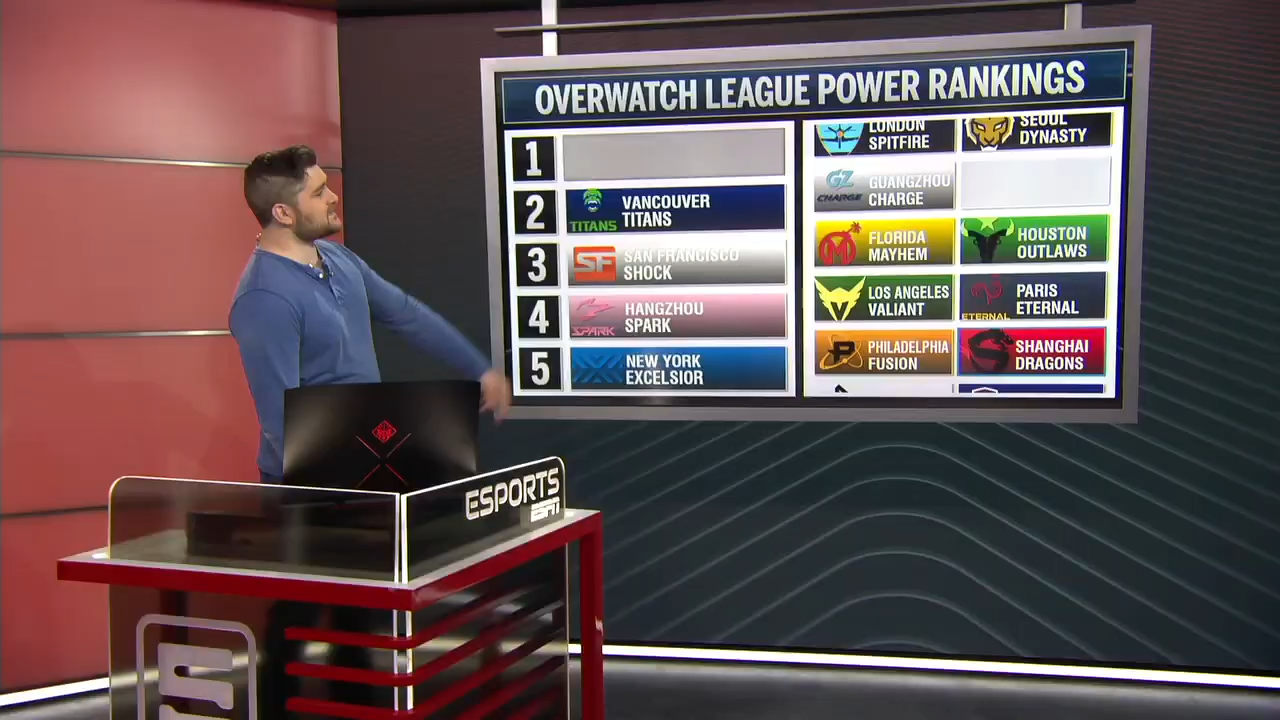 OVERWATCH LEAGUE POWER RANKINGS
1
2
TITANS
VANCOUVER
TITANS
3
SF
SAN FRANCISCO
SHOCK
4
SPARK
HANGZHOU
SPARK
5
NEW YORK
EXCELSIOR
LONDON
SPITFIRE
SEOUL
DYNASTY
GZ
CHARGE
GUANGZHOU
CHARGE
FLORIDA
MAYHEM
HOUSTON
OUTLAWS
LOS ANGELES
VALIANT
ETERNAL
PARIS
ETERNAL
PHILADELPHIA
FUSION
SHANGHAI
DRAGONS
ESPORTS
ESPN